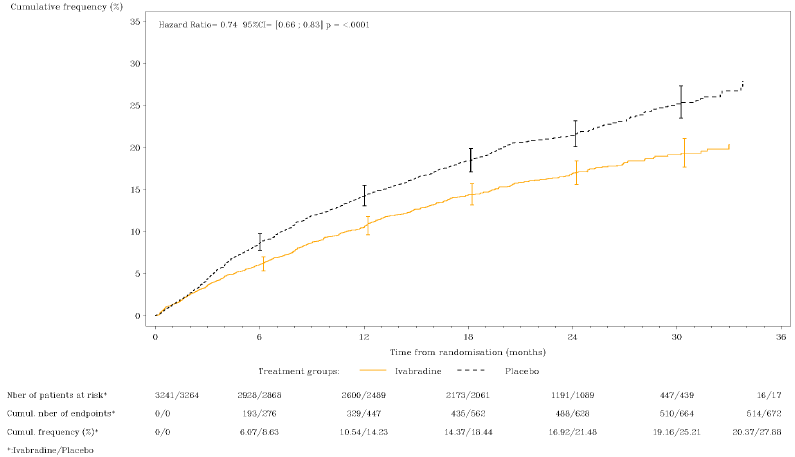 Cumulative frequency (%)
Hazard Ratio= 0.74 95%CI= [0.66 ; 0.83] p = <.0001
35
30
25
20
15
10
5
0
0 6 12 18 24 30 36
Time from randomisation (months)
Treatment groups: Ivabradine Placebo
Nber of patients at risk* 3241/3264 2928/2868 2600/2489 2173/2061 1191/1089 447/439 16/17
Cumul. nber of endpoints* 0/0 193/276 329/447 435/562 488/628 510/664 514/672
Cumul. frequency (%)* 0/0 6.07/8.63 10.54/14.23 14.37/18.44 16.92/21.48 19.16/25.21 20.37/27.88
*:Ivabradine/Placebo